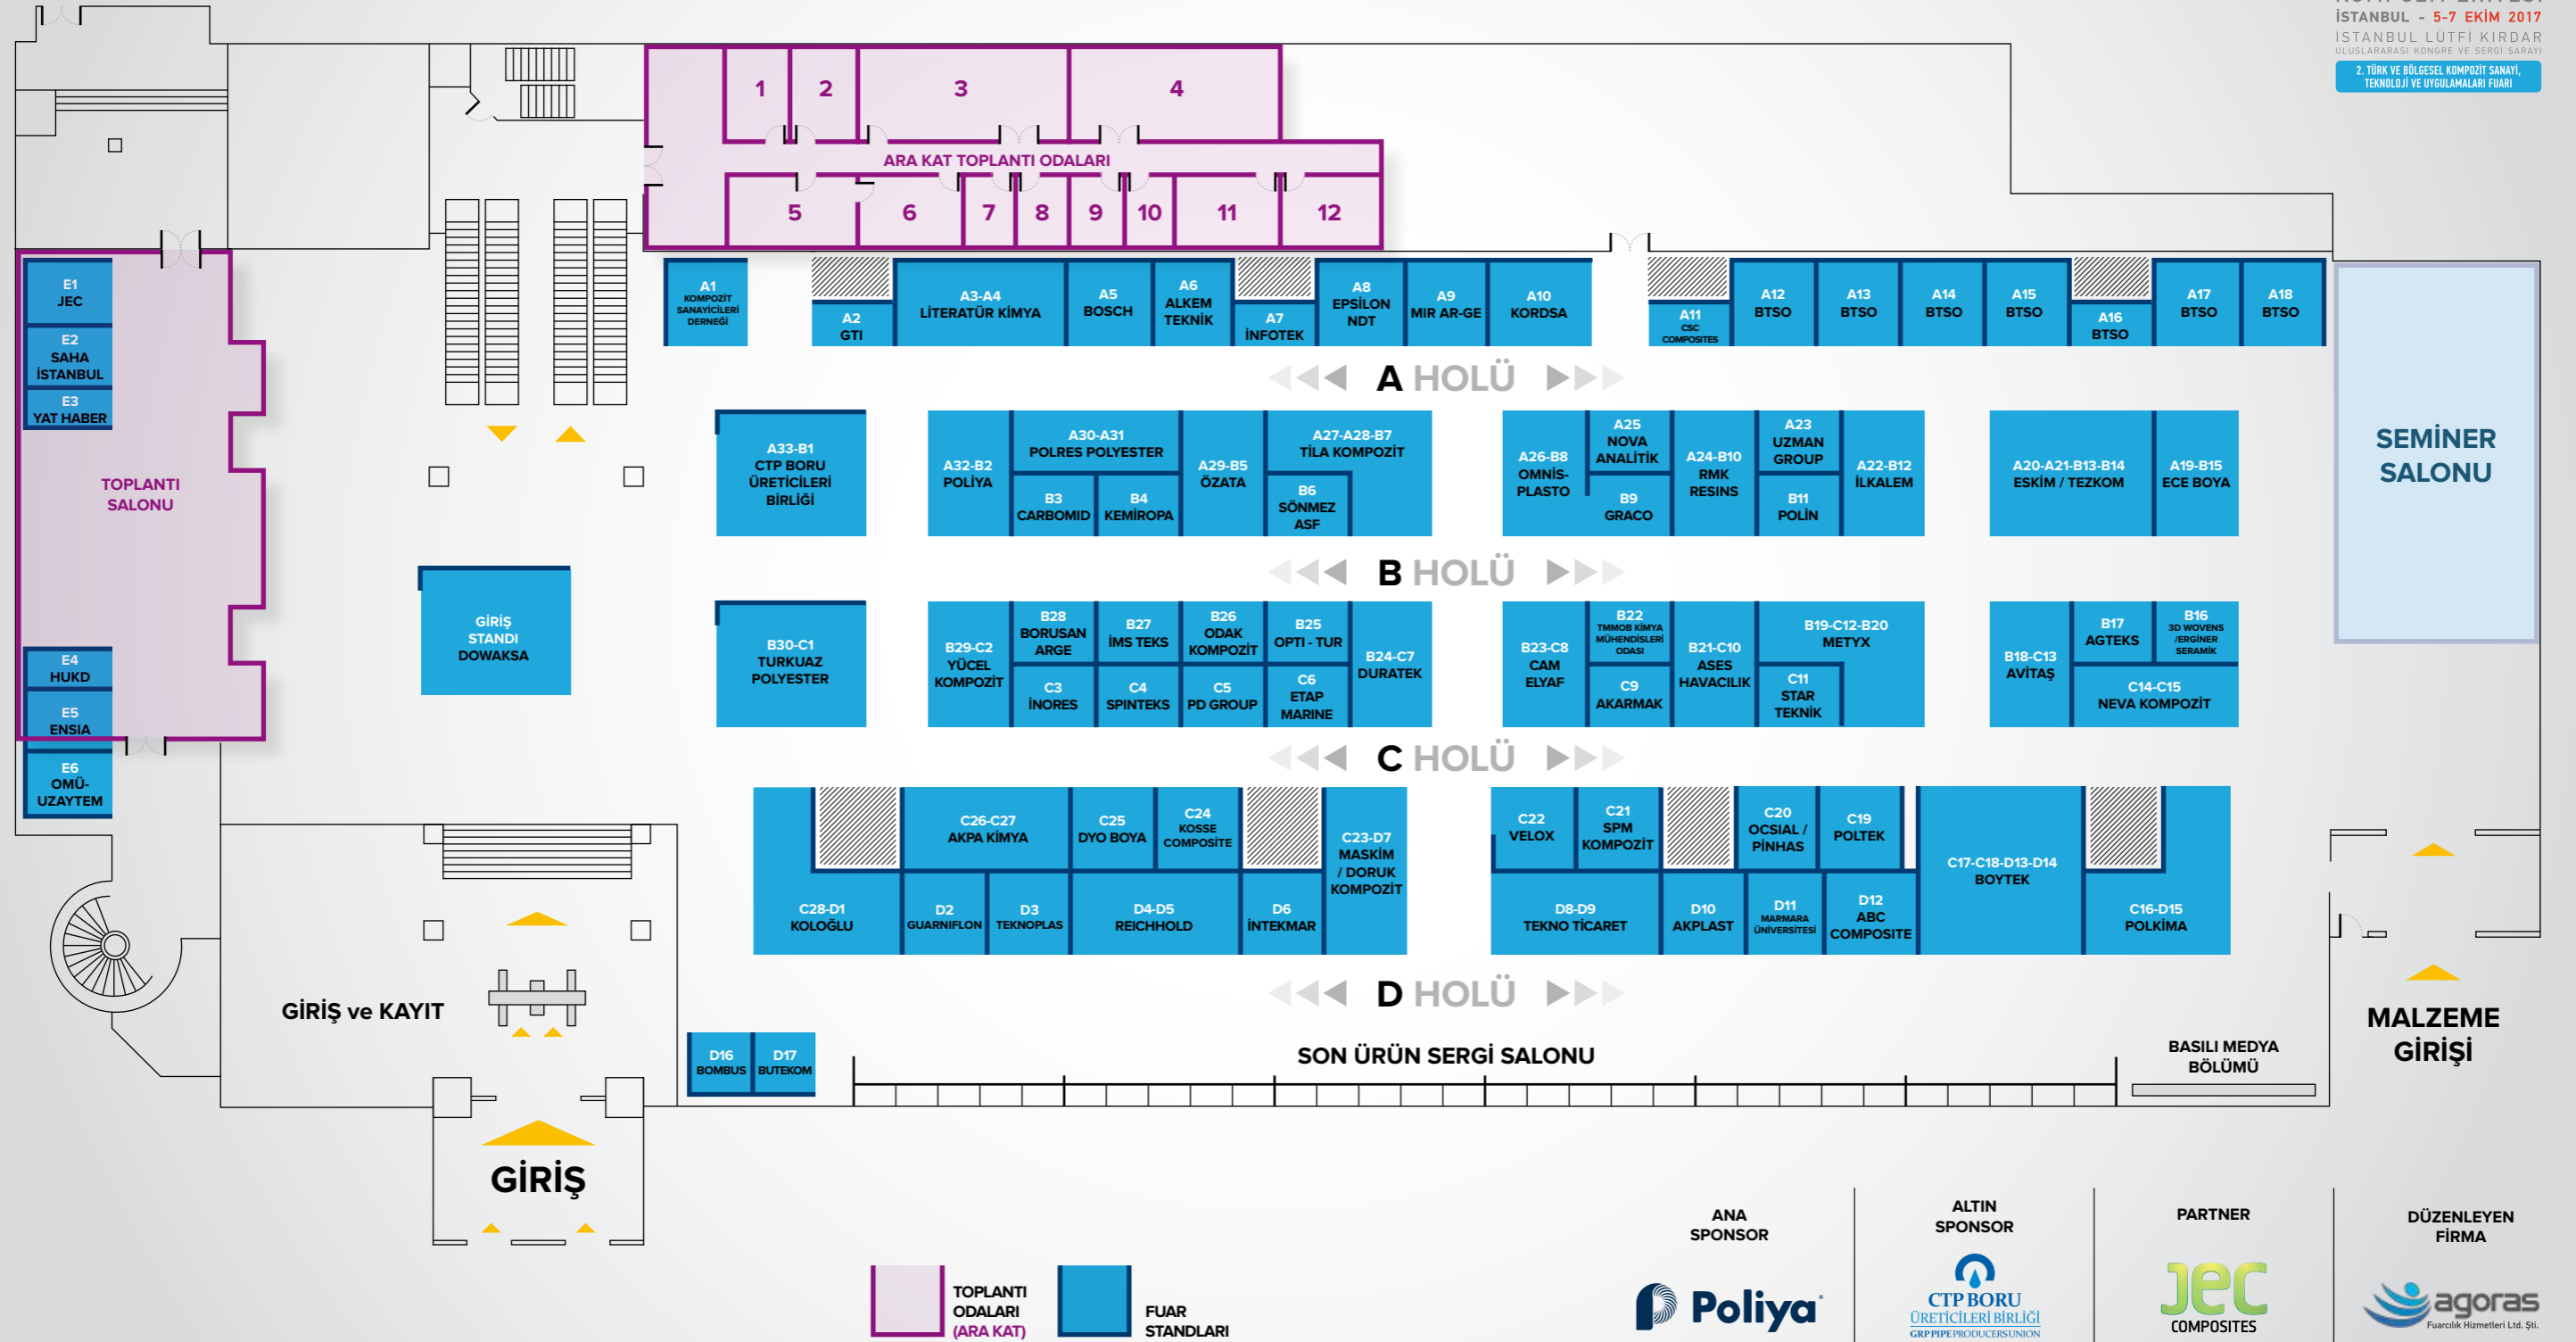 İSTANBUL - 5-7 EKİM 2017
İSTANBUL LÜTFİ KIRDAR
ULUSLARARASI KONGRE VE SERGİ SARAYI
2. TÜRK VE BÖLGESEL KOMPOZİT SANAYİ,
TEKNOLOJİ VE UYGULAMALARI FUARI
1
2
3
4
ARA KAT TOPLANTI ODALARI
5
6
7
8
9
10
11
12
E1
JEC
E2
SAHA
İSTANBUL
E3
YAT HABER
TOPLANTI
SALONU
E4
HUKD
E5
ENSIA
E6
OMÜ-
UZAYTEM
A1
KOMPOZİT
SANAYİCİLERİ
DERNEĞİ
A2
GTI
A3-A4
LİTERATÜR KİMYA
A5
BOSCH
A6
ALKEM
TEKNİK
A7
İNFOTEK
A8
EPSİLON
NDT
A9
MIR AR-GE
A10
KORDSA
A11
CSC
COMPOSITES
A12
BTSO
A13
BTSO
A14
BTSO
A15
BTSO
A16
BTSO
A17
BTSO
A18
BTSO
A HOLÜ
SEMİNER
SALONU
A33-B1
CTP BORU
ÜRETİCİLERİ
BİRLİĞİ
A32-B2
POLİYA
A30-A31
POLRES POLYESTER
B3
CARBOMID
B4
KEMİROPA
A29-B5
ÖZATA
A27-A28-B7
TİLA KOMPOZİT
B6
SÖNMEZ
ASF
A26-B8
OMNİS-
PLASTO
A25
NOVA
ANALİTİK
B9
GRACO
A24-B10
RMK
RESINS
A23
UZMAN
GROUP
B11
POLİN
A22-B12
İLKALEM
A20-A21-B13-B14
ESKİM / TEZKOM
A19-B15
ECE BOYA
B HOLÜ
GİRİŞ
STANDI
DOWAKSA
B30-C1
TURKUAZ
POLYESTER
B29-C2
YÜCEL
KOMPOZİT
B28
BORUSAN
ARGE
B27
İMS TEKS
B26
ODAK
KOMPOZİT
B25
OPTI - TUR
B24-C7
DURATEK
C3
İNORES
C4
SPINTEKS
C5
PD GROUP
C6
ETAP
MARINE
B23-C8
CAM
ELYAF
B22
TMMOB KİMYA
MÜHENDİSLERİ
ODASI
C9
AKARMAK
B21-C10
ASES
HAVACILIK
B19-C12-B20
METYX
C11
STAR
TEKNİK
B18-C13
AVİTAŞ
B17
AGTEKS
B16
3D WOVENS
/ERGİNER
SERAMİK
C14-C15
NEVA KOMPOZİT
C HOLÜ
C28-D1
KOLOĞLU
C26-C27
AKPA KİMYA
C25
DYO BOYA
C24
KOSSE
COMPOSİTE
C23-D7
MASKİM
/ DORUK
KOMPOZİT
D2
GUARNIFLON
D3
TEKNOPLAS
D4-D5
REICHHOLD
D6
İNTEKMAR
C22
VELOX
C21
SPM
KOMPOZİT
C20
OCSIAL /
PİNHAS
C19
POLTEK
C17-C18-D13-D14
BOYTEK
D8-D9
TEKNO TİCARET
D10
AKPLAST
D11
MARMARA
ÜNİVERSİTESİ
D12
ABC
COMPOSITE
C16-D15
POLKİMA
D HOLÜ
GİRİŞ ve KAYIT
D16
BOMBUS
D17
BUTEKOM
SON ÜRÜN SERGİ SALONU
BASILI MEDYA
BÖLÜMÜ
MALZEME
GİRİŞİ
GİRİŞ
TOPLANTI
ODALARI
(ARA KAT)
FUAR
STANDLARI
ANA
SPONSOR
Poliya
ALTIN
SPONSOR
CTP BORU
ÜRETİCİLERİ BİRLİĞİ
GRP PIPE PRODUCERS UNION
PARTNER
JEC
COMPOSITES
DÜZENLEYEN
FİRMA
agoras
Fuarcılık Hizmetleri Ltd. Şti.